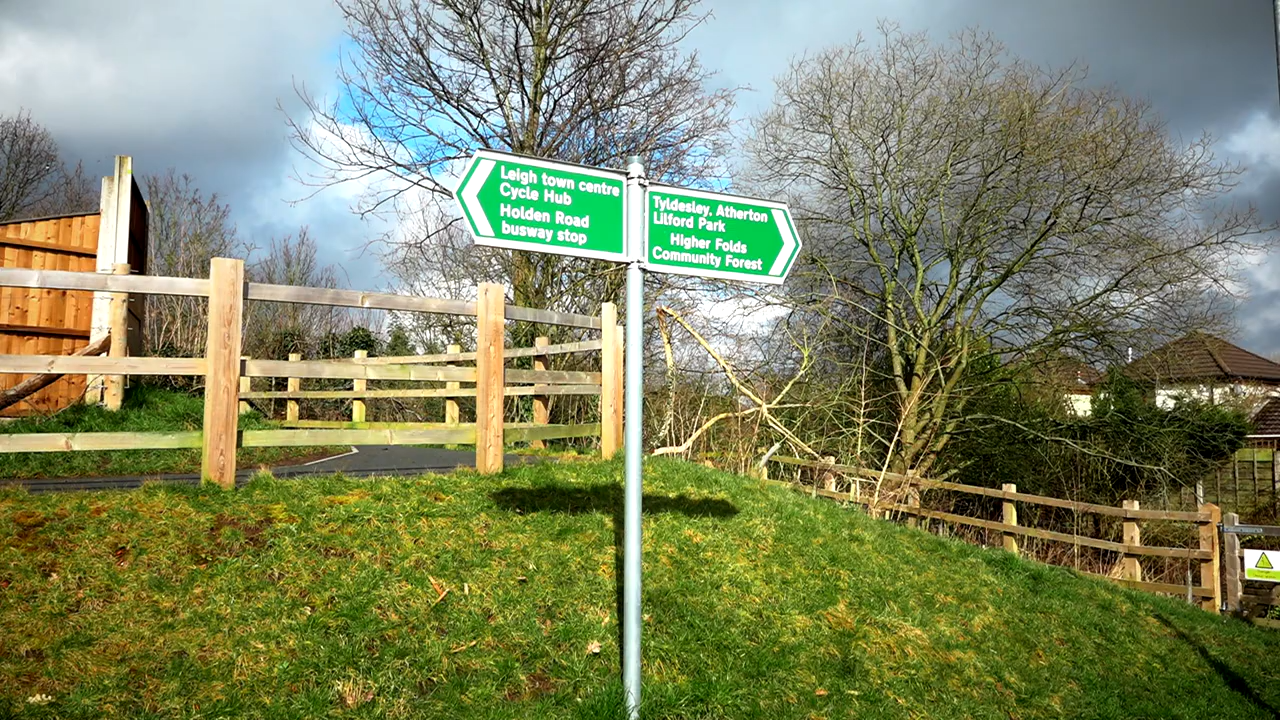 Leigh town centre
Cycle Hub
Holden Road
busway stop
Tyldesley, Atherton
Lilford Park
Higher Folds
Community Forest